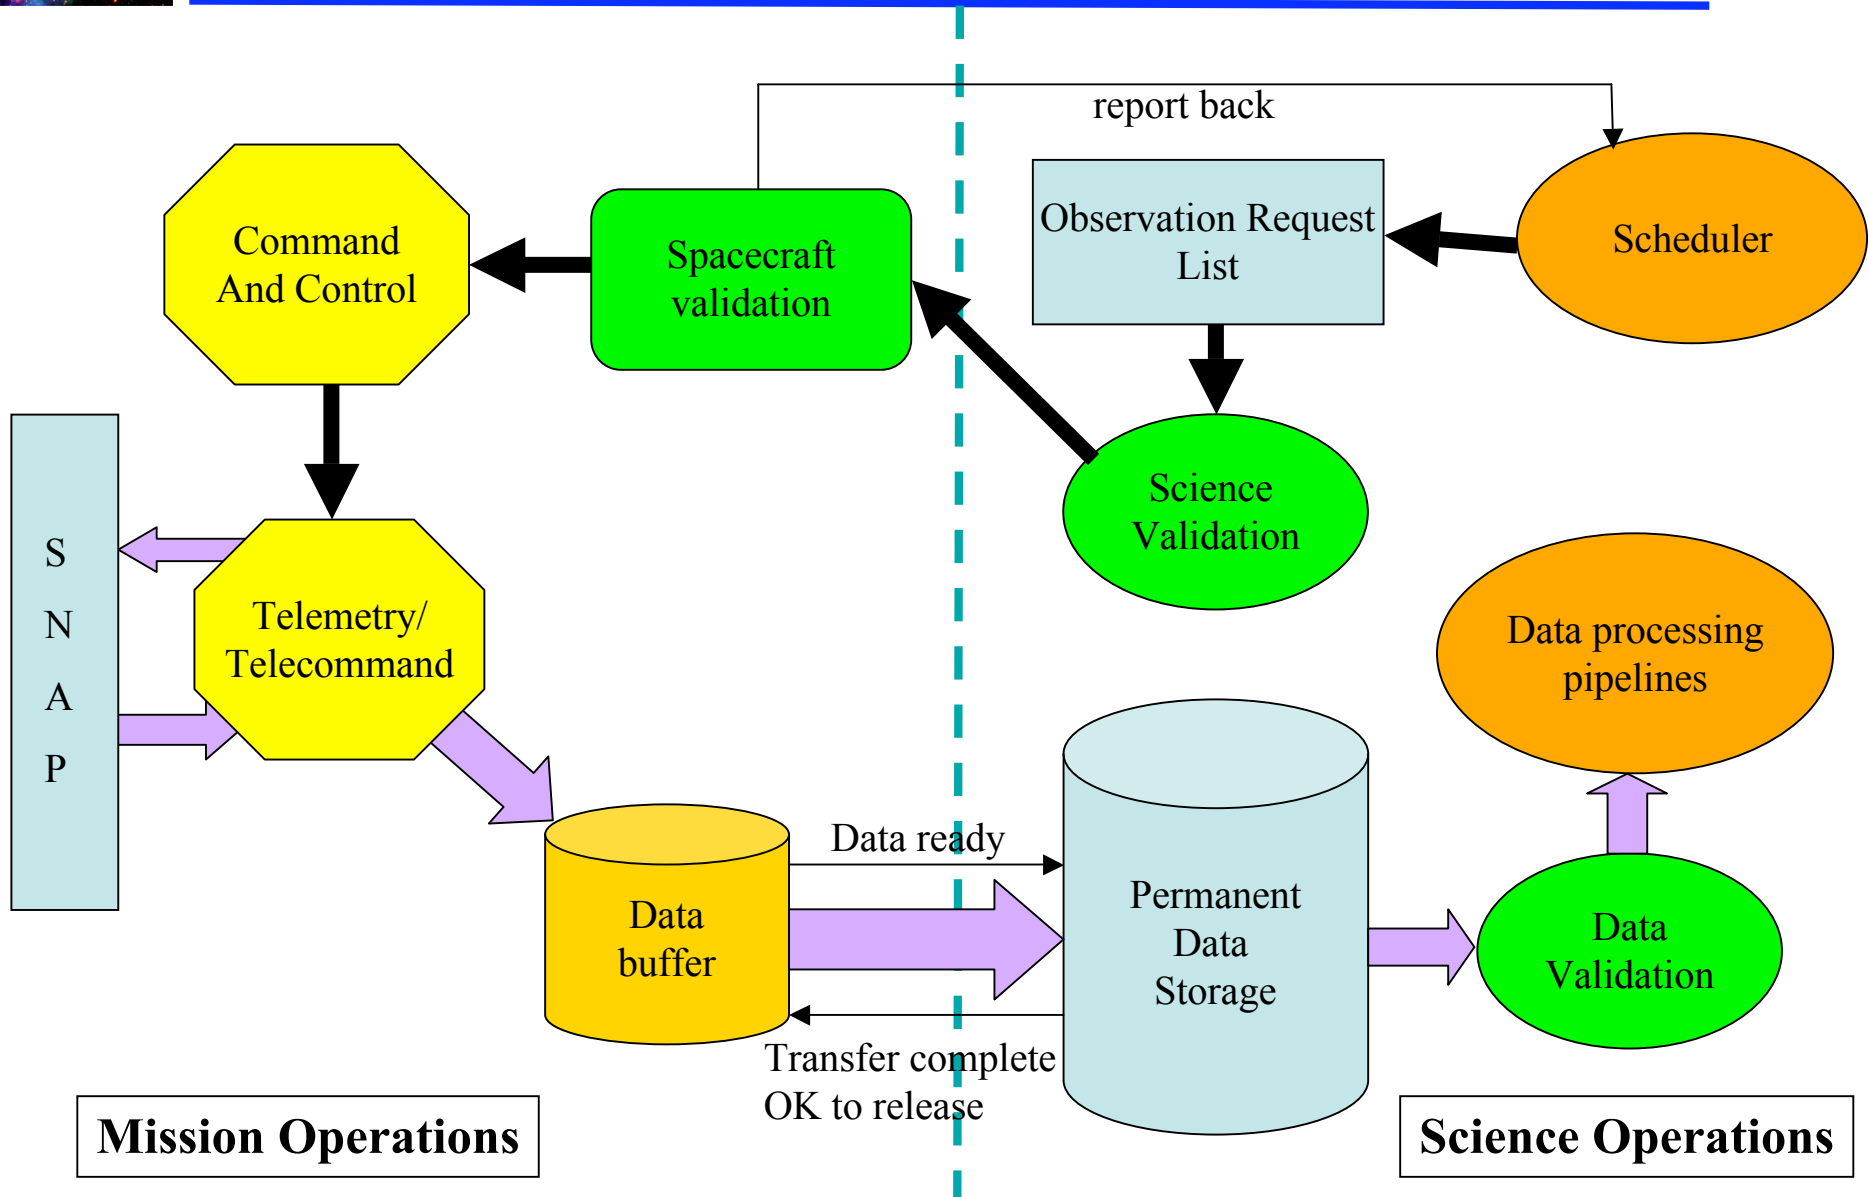 report back
Command
And Control
Spacecraft
validation
Observation Request
List
Scheduler
Science
Validation
S
N
A
P
Telemetry/
Telecommand
Data processing
pipelines
Data ready
Data
buffer
Permanent
Data
Storage
Data
Validation
Transfer complete
OK to release
Mission Operations
Science Operations